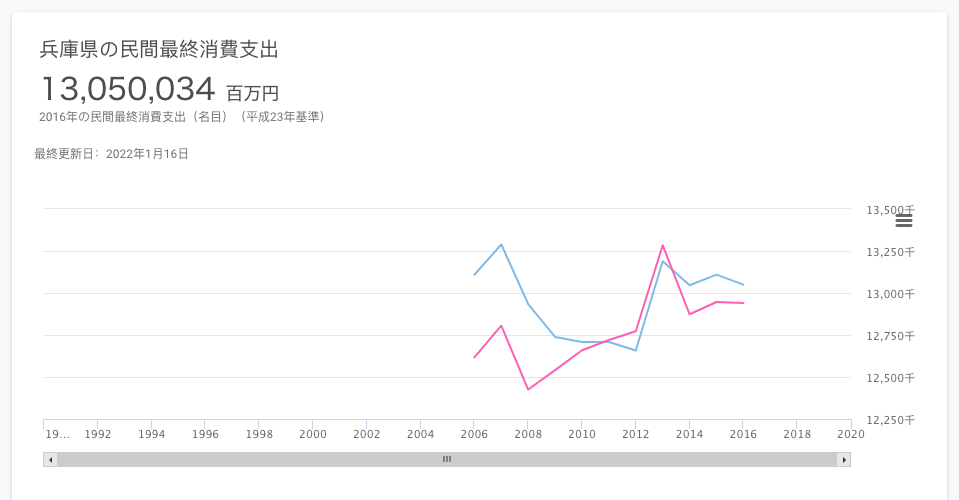 兵庫県の民間最終消費支出
13,050,034 百万円
2016年の民間最終消費支出（名目）（平成23年基準）
最終更新日： 2022年1月16日
13,500千
13,250千
13,000千
12,750千
12,500千
12,250千
19... 1992 1994 1996 1998 2000 2002 2004 2006 2008 2010 2012 2014 2016 2018 2020